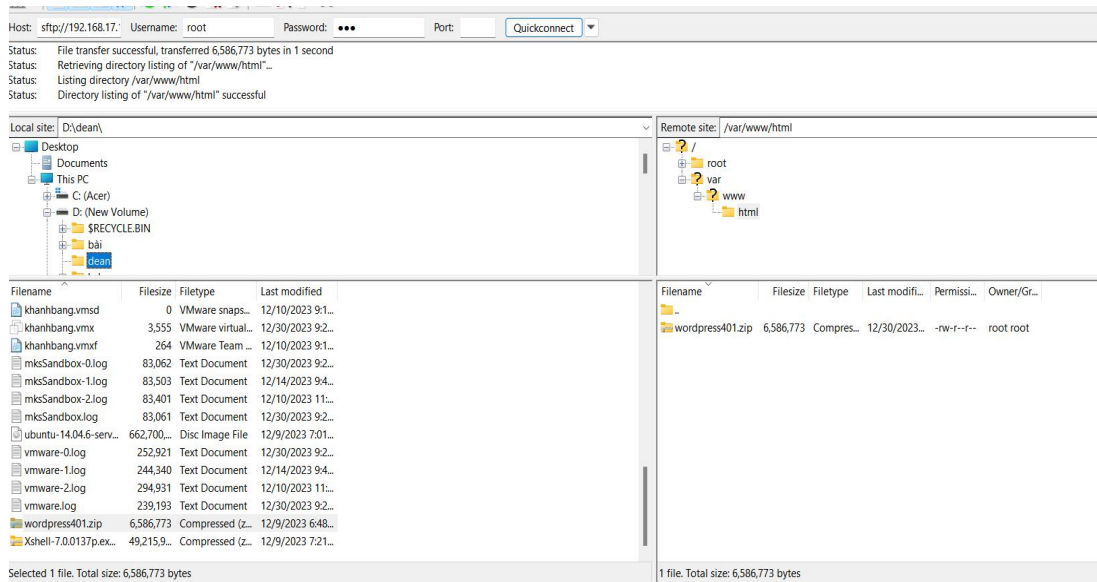 Host: sftp://192.168.17. Username: root Password: ●●● Port: Quickconnect
Status: File transfer successful, transferred 6,586,773 bytes in 1 second
Status: Retrieving directory listing of "/var/www/html"...
Status: Listing directory /var/www/html
Status: Directory listing of "/var/www/html" successful
Local site: D:\dean\
Desktop
Documents
This PC
C: (Acer)
D: (New Volume)
$RECYCLE.BIN
bài
dean
Remote site: /var/www/html
/
root
var
www
html
Filename Filesize Filetype Last modified
khanhbang.vmsd 0 VMware snaps... 12/10/2023 9:1...
khanhbang.vmx 3,555 VMware virtual... 12/30/2023 9:2...
khanhbang.vmxf 264 VMware Team ... 12/10/2023 9:1...
mksSandbox-0.log 83,062 Text Document 12/30/2023 9:2...
mksSandbox-1.log 83,503 Text Document 12/14/2023 9:4...
mksSandbox-2.log 83,401 Text Document 12/10/2023 11:...
mksSandbox.log 83,061 Text Document 12/30/2023 9:2...
ubuntu-14.04.6-serv... 662,700,... Disc Image File 12/9/2023 7:01...
vmware-0.log 252,921 Text Document 12/30/2023 9:2...
vmware-1.log 244,340 Text Document 12/14/2023 9:4...
vmware-2.log 294,931 Text Document 12/10/2023 11:...
vmware.log 239,193 Text Document 12/30/2023 9:2...
wordpress401.zip 6,586,773 Compressed (z... 12/9/2023 6:48...
Xshell-7.0.0137p.ex... 49,215,9... Compressed (z... 12/9/2023 7:21...
Selected 1 file. Total size: 6,586,773 bytes
Filename Filesize Filetype Last modifi... Permissi... Owner/Gr...
..
wordpress401.zip 6,586,773 Compres... 12/30/2023... -rw-r--r-- root root
1 file. Total size: 6,586,773 bytes